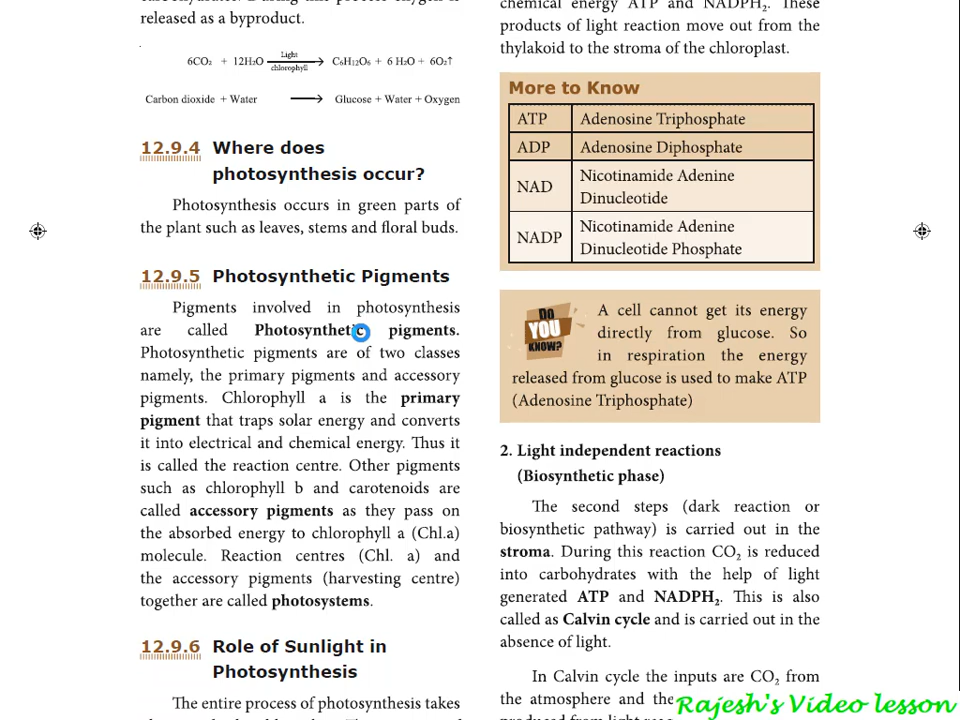 released as a byproduct.
6CO₂ + 12H₂O Light chlorophyll → C₆H₁₂O₆ + 6 H₂O + 6O₂↑
Carbon dioxide + Water → Glucose + Water + Oxygen
12.9.4 Where does
photosynthesis occur?
Photosynthesis occurs in green parts of
the plant such as leaves, stems and floral buds.
12.9.5 Photosynthetic Pigments
Pigments involved in photosynthesis
are called Photosynthetic pigments.
Photosynthetic pigments are of two classes
namely, the primary pigments and accessory
pigments. Chlorophyll a is the primary
pigment that traps solar energy and converts
it into electrical and chemical energy. Thus it
is called the reaction centre. Other pigments
such as chlorophyll b and carotenoids are
called accessory pigments as they pass on
the absorbed energy to chlorophyll a (Chl.a)
molecule. Reaction centres (Chl. a) and
the accessory pigments (harvesting centre)
together are called photosystems.
12.9.6 Role of Sunlight in
Photosynthesis
The entire process of photosynthesis takes
chemical energy ATP and NADPH₂. These
products of light reaction move out from the
thylakoid to the stroma of the chloroplast.
More to Know
ATP Adenosine Triphosphate
ADP Adenosine Diphosphate
NAD Nicotinamide Adenine
Dinucleotide
NADP Nicotinamide Adenine
Dinucleotide Phosphate
DO YOU KNOW?
A cell cannot get its energy
directly from glucose. So
in respiration the energy
released from glucose is used to make ATP
(Adenosine Triphosphate)
2. Light independent reactions
(Biosynthetic phase)
The second steps (dark reaction or
biosynthetic pathway) is carried out in the
stroma. During this reaction CO₂ is reduced
into carbohydrates with the help of light
generated ATP and NADPH₂. This is also
called as Calvin cycle and is carried out in the
absence of light.
In Calvin cycle the inputs are CO₂ from
the atmosphere and the
Rajesh's Video lesson